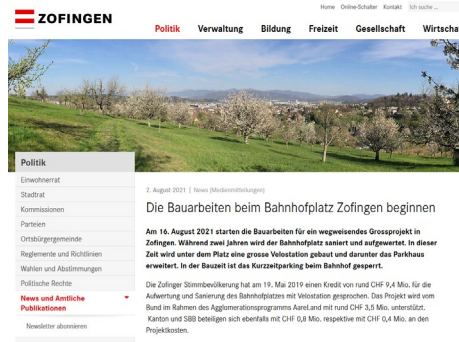 ZOFINGEN
Home Online-Schalter Kontakt Ich suche ...
Politik Verwaltung Bildung Freizeit Gesellschaft Wirtscha
Politik
Einwohnerrat
Stadtrat
Kommissionen
Parteien
Ortsbürgergemeinde
Reglemente und Richtlinien
Wahlen und Abstimmungen
Politische Rechte
News und Amtliche
Publikationen
Newsletter abonnieren
2. August 2021 | News (Medienmitteilungen)
Die Bauarbeiten beim Bahnhofplatz Zofingen beginnen
Am 16. August 2021 starten die Bauarbeiten für ein wegweisendes Grossprojekt in
Zofingen. Während zwei Jahren wird der Bahnhofplatz saniert und aufgewertet. In dieser
Zeit wird unter dem Platz eine grosse Velostation gebaut und darunter das Parkhaus
erweitert. In der Bauzeit ist das Kurzzeitparking beim Bahnhof gesperrt.
Die Zofinger Stimmbevölkerung hat am 19. Mai 2019 einen Kredit von rund CHF 9,4 Mio. für die
Aufwertung und Sanierung des Bahnhofplatzes mit Velostation gesprochen. Das Projekt wird vom
Bund im Rahmen des Agglomerationsprogramms AareLand mit rund CHF 3,5 Mio. unterstützt.
Kanton und SBB beteiligen sich ebenfalls mit CHF 0,8 Mio. respektive mit CHF 0,4 Mio. an den
Projektkosten.